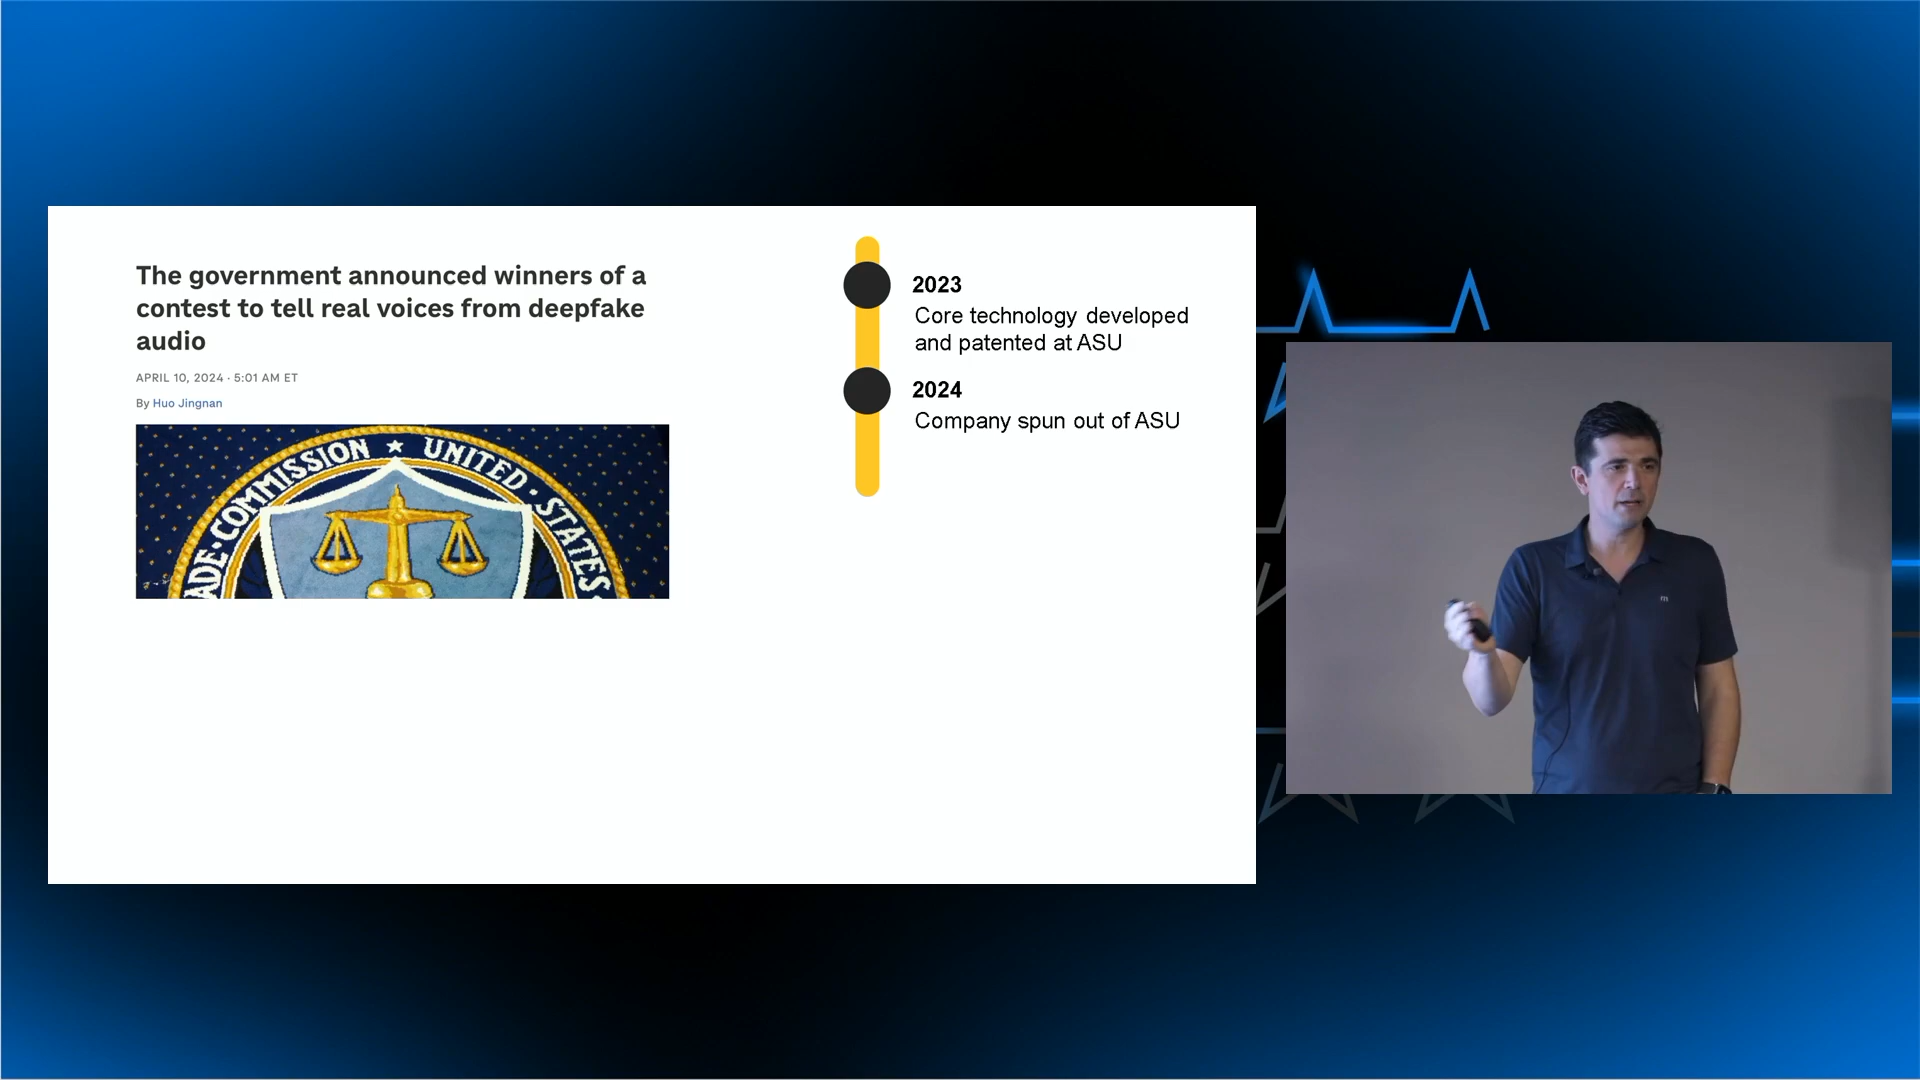 The government announced winners of a
contest to tell real voices from deepfake
audio
APRIL 10, 2024 · 5:01 AM ET
By Huo Jingnan
ADE · COMMISSION ★ UNITED · STATES ·
2023
Core technology developed
and patented at ASU
2024
Company spun out of ASU
m